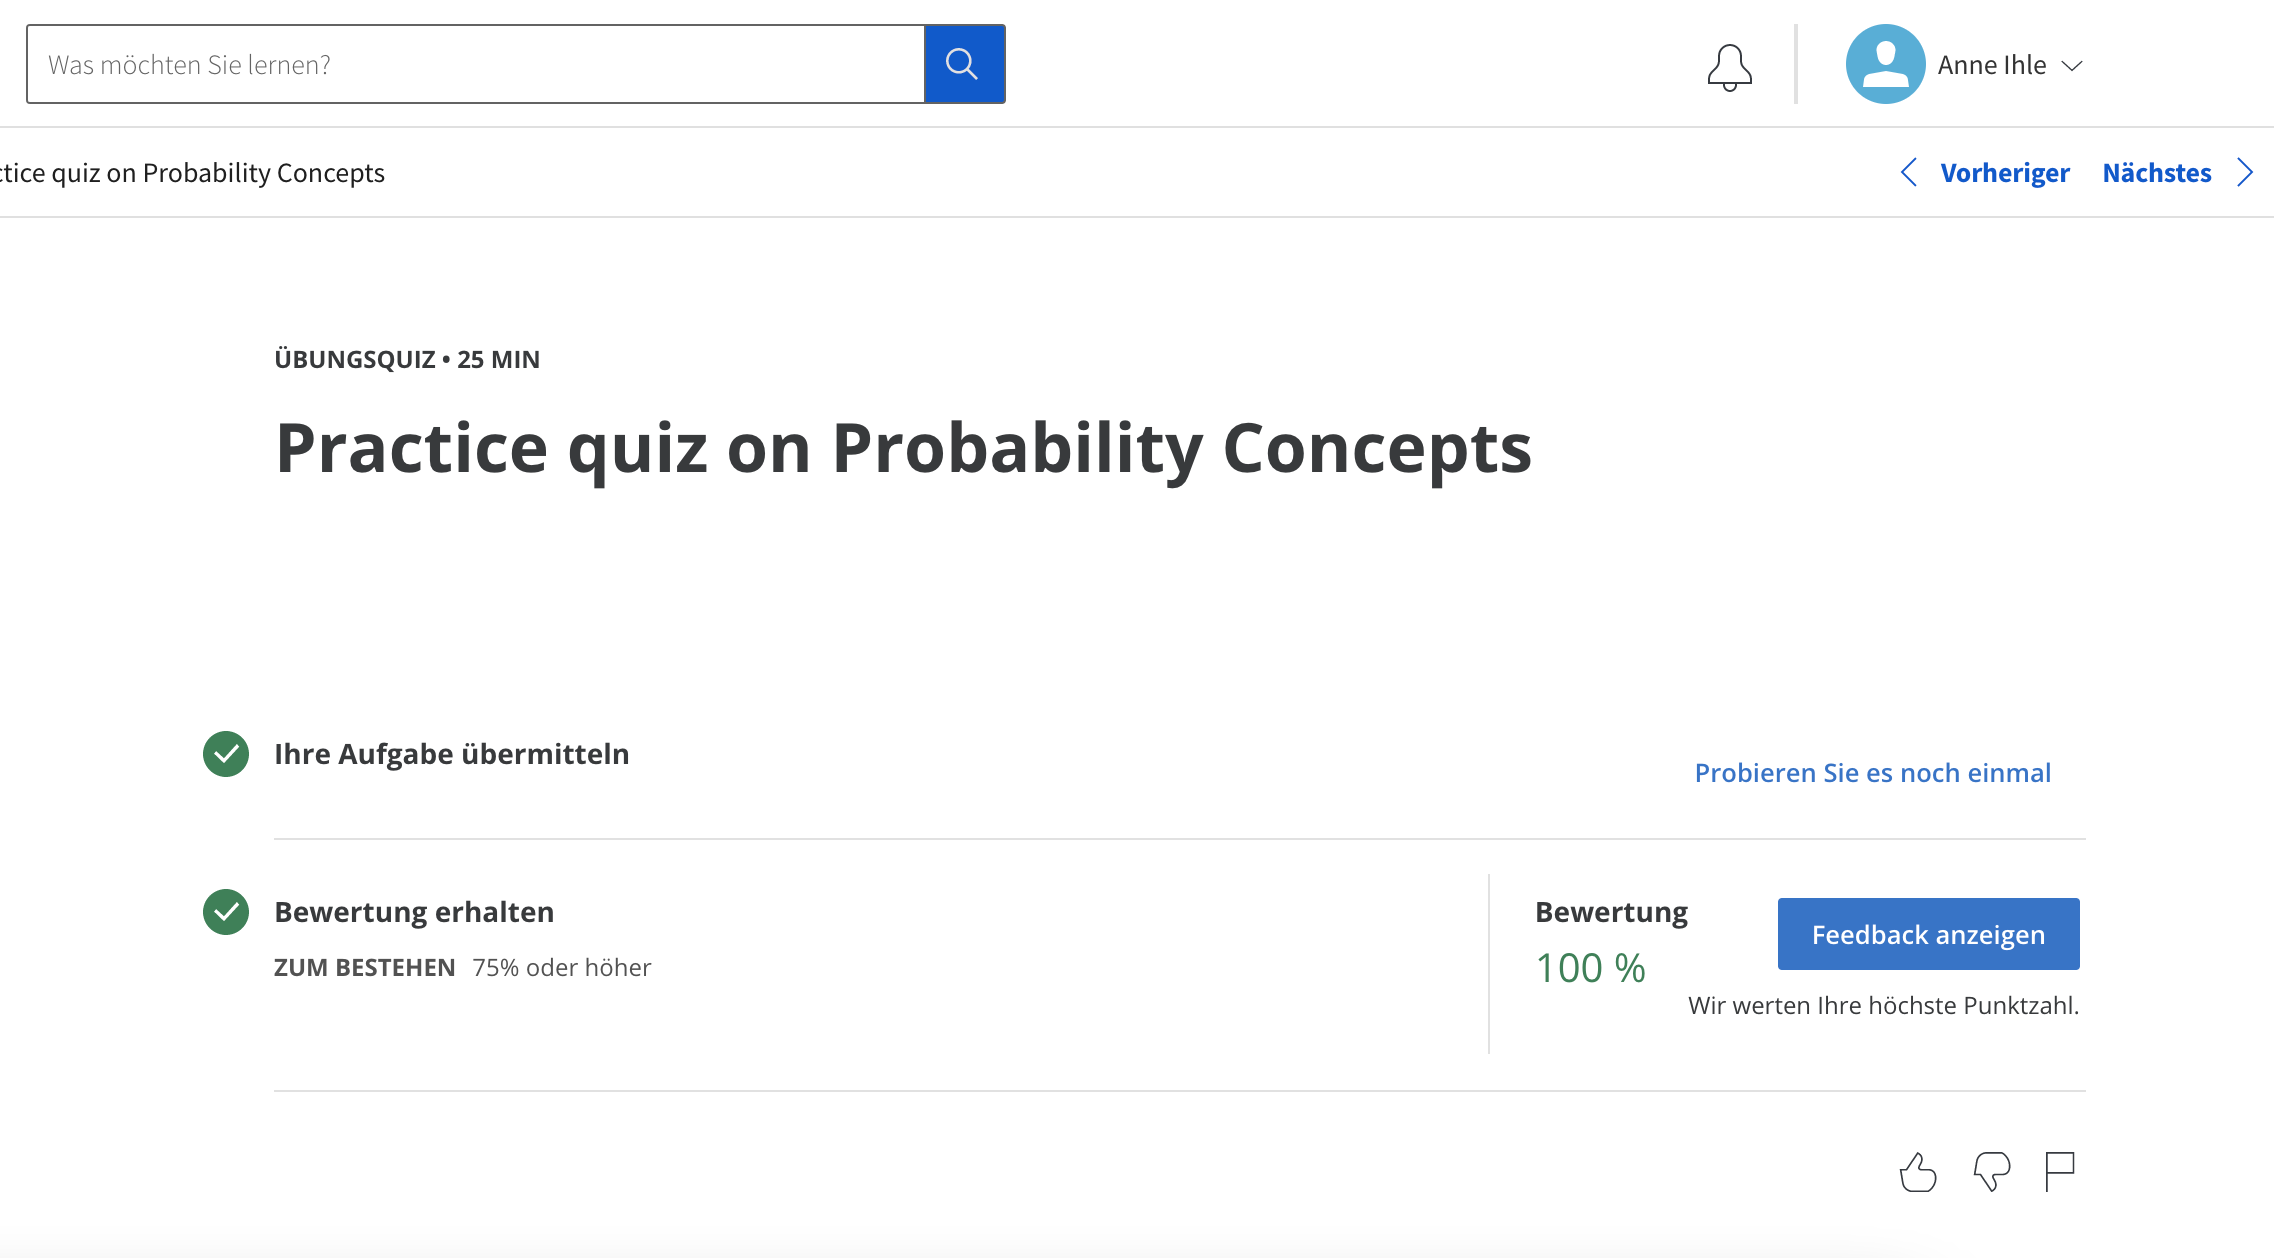 Was möchten Sie lernen?
Anne Ihle
ctice quiz on Probability Concepts
Vorheriger
Nächstes
ÜBUNGSQUIZ • 25 MIN
Practice quiz on Probability Concepts
Ihre Aufgabe übermitteln
Probieren Sie es noch einmal
Bewertung erhalten
ZUM BESTEHEN 75% oder höher
Bewertung
100 %
Feedback anzeigen
Wir werten Ihre höchste Punktzahl.